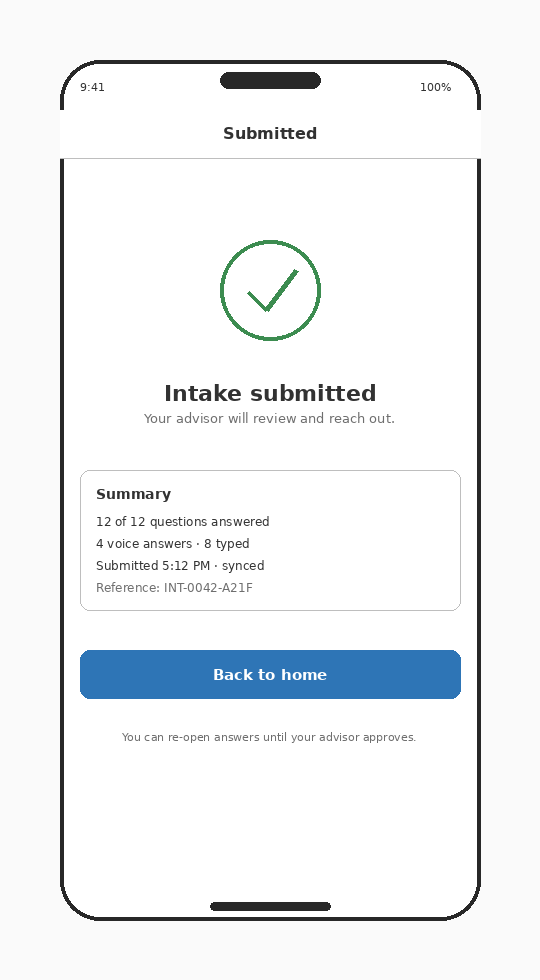 9:41
100%
Submitted
Intake submitted
Your advisor will review and reach out.
Summary
12 of 12 questions answered
4 voice answers · 8 typed
Submitted 5:12 PM · synced
Reference: INT-0042-A21F
Back to home
You can re-open answers until your advisor approves.